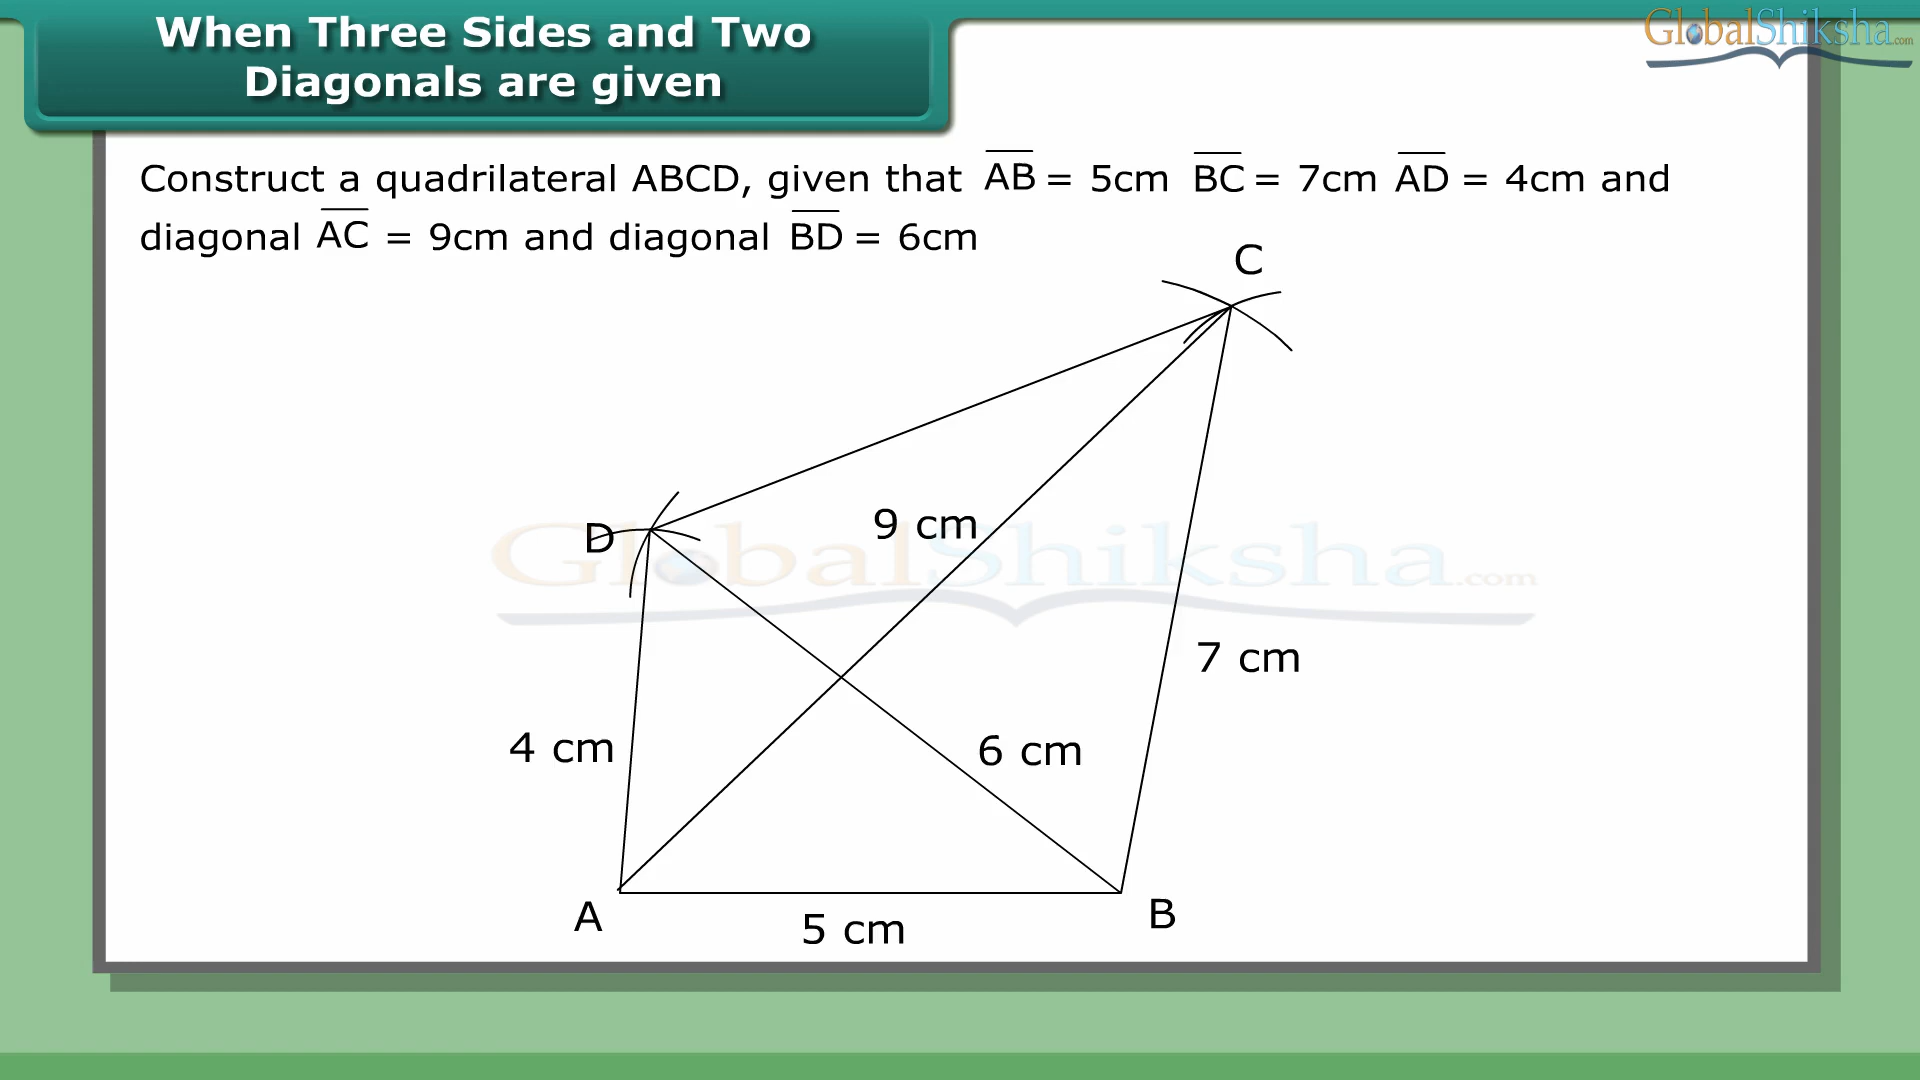 When Three Sides and Two
Diagonals are given
GlobalShiksha.com
Construct a quadrilateral ABCD, given that AB = 5cm BC = 7cm AD = 4cm and
diagonal AC = 9cm and diagonal BD = 6cm
C
D
9 cm
GlobalShiksha.com
7 cm
4 cm
6 cm
A
B
5 cm